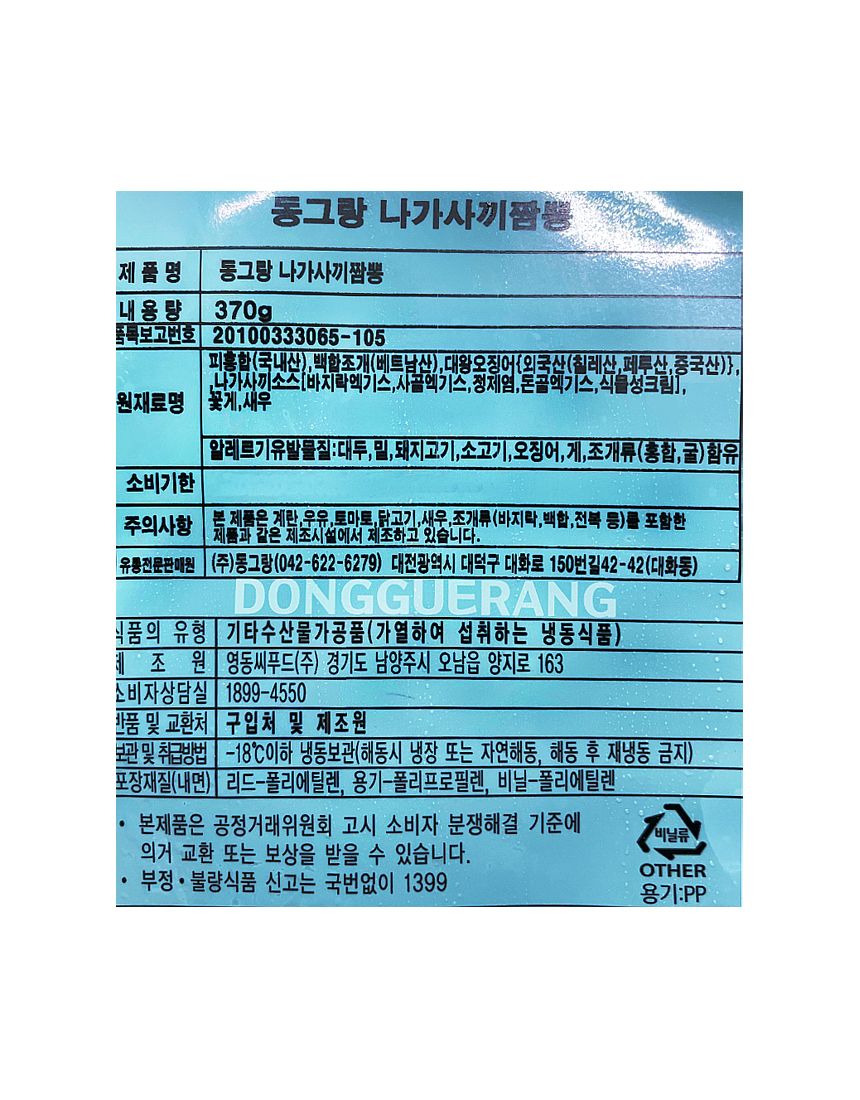 동그랑 나가사끼짬뽕
제 품 명 동그랑 나가사끼짬뽕
내 용 량 370g
품목보고번호 20100333065-105
원재료명 피홍합(국내산),백합조개(베트남산),대왕오징어{외국산(칠레산,페루산,중국산)},
,나가사끼소스[바지락엑기스,사골엑기스,정제염,돈골엑기스,식물성크림],
꽃게,새우
알레르기유발물질:대두,밀,돼지고기,소고기,오징어,게,조개류(홍합,굴)함유
소비기한
주의사항 본 제품은 계란,우유,토마토,닭고기,새우,조개류(바지락,백합,전복 등)를 포함한
제품과 같은 제조시설에서 제조하고 있습니다.
유통전문판매원 (주)동그랑(042-622-6279) 대전광역시 대덕구 대화로 150번길42-42(대화동)
DONGGUERANG
식품의 유형 기타수산물가공품(가열하여 섭취하는 냉동식품)
제 조 원 영동씨푸드(주) 경기도 남양주시 오남읍 양지로 163
소비자상담실 1899-4550
반품 및 교환처 구입처 및 제조원
보관 및 취급방법 -18℃이하 냉동보관(해동시 냉장 또는 자연해동, 해동 후 재냉동 금지)
포장재질(내면) 리드-폴리에틸렌, 용기-폴리프로필렌, 비닐-폴리에틸렌
• 본제품은 공정거래위원회 고시 소비자 분쟁해결 기준에
의거 교환 또는 보상을 받을 수 있습니다.
• 부정•불량식품 신고는 국번없이 1399
비닐류
OTHER
용기:PP